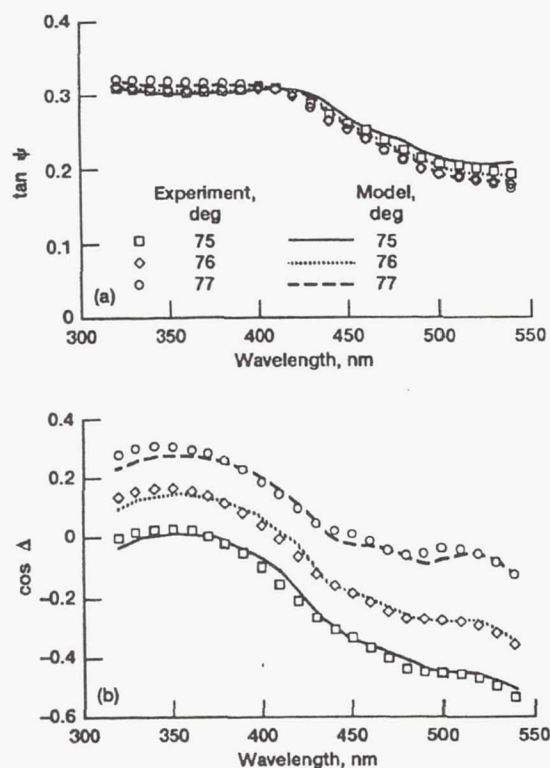 0.4
0.3
0.2
0.1
0
tan ψ
Experiment, deg
Model, deg
75
75
76
76
77
77
(a)
300 350 400 450 500 550
Wavelength, nm
0.4
0.2
0
−0.2
−0.4
−0.6
cos Δ
(b)
300 350 400 450 500 550
Wavelength, nm